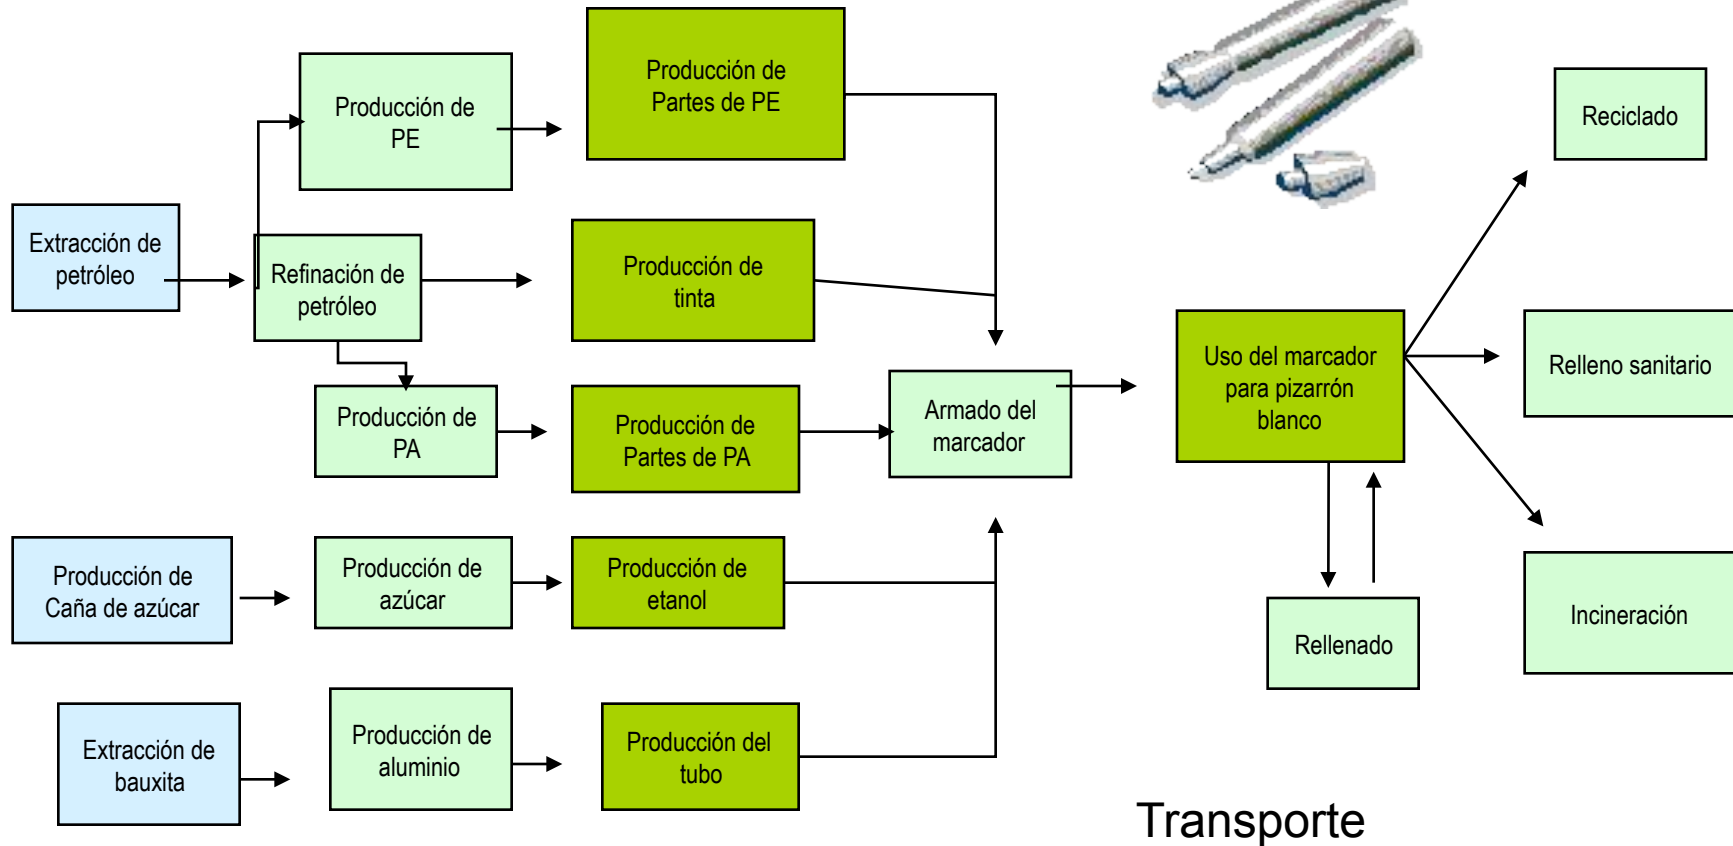 Producción de
PE
Producción de
Partes de PE
Reciclado
Extracción de
petróleo
Refinación de
petróleo
Producción de
tinta
Uso del marcador
para pizarrón
blanco
Relleno sanitario
Producción de
PA
Producción de
Partes de PA
Armado del
marcador
Producción de
Caña de azúcar
Producción de
azúcar
Producción de
etanol
Rellenado
Incineración
Extracción de
bauxita
Producción de
aluminio
Producción del
tubo
Transporte